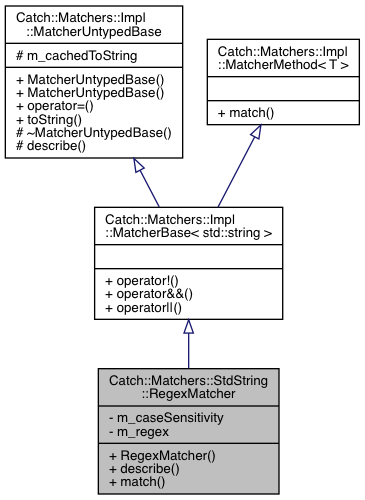 Catch::Matchers::Impl
::MatcherUntypedBase
# m_cachedToString
+ MatcherUntypedBase()
+ MatcherUntypedBase()
+ operator=()
+ toString()
# ~MatcherUntypedBase()
# describe()
Catch::Matchers::Impl
::MatcherMethod< T >
+ match()
Catch::Matchers::Impl
::MatcherBase< std::string >
+ operator!()
+ operator&&()
+ operator||()
Catch::Matchers::StdString
::RegexMatcher
- m_caseSensitivity
- m_regex
+ RegexMatcher()
+ describe()
+ match()